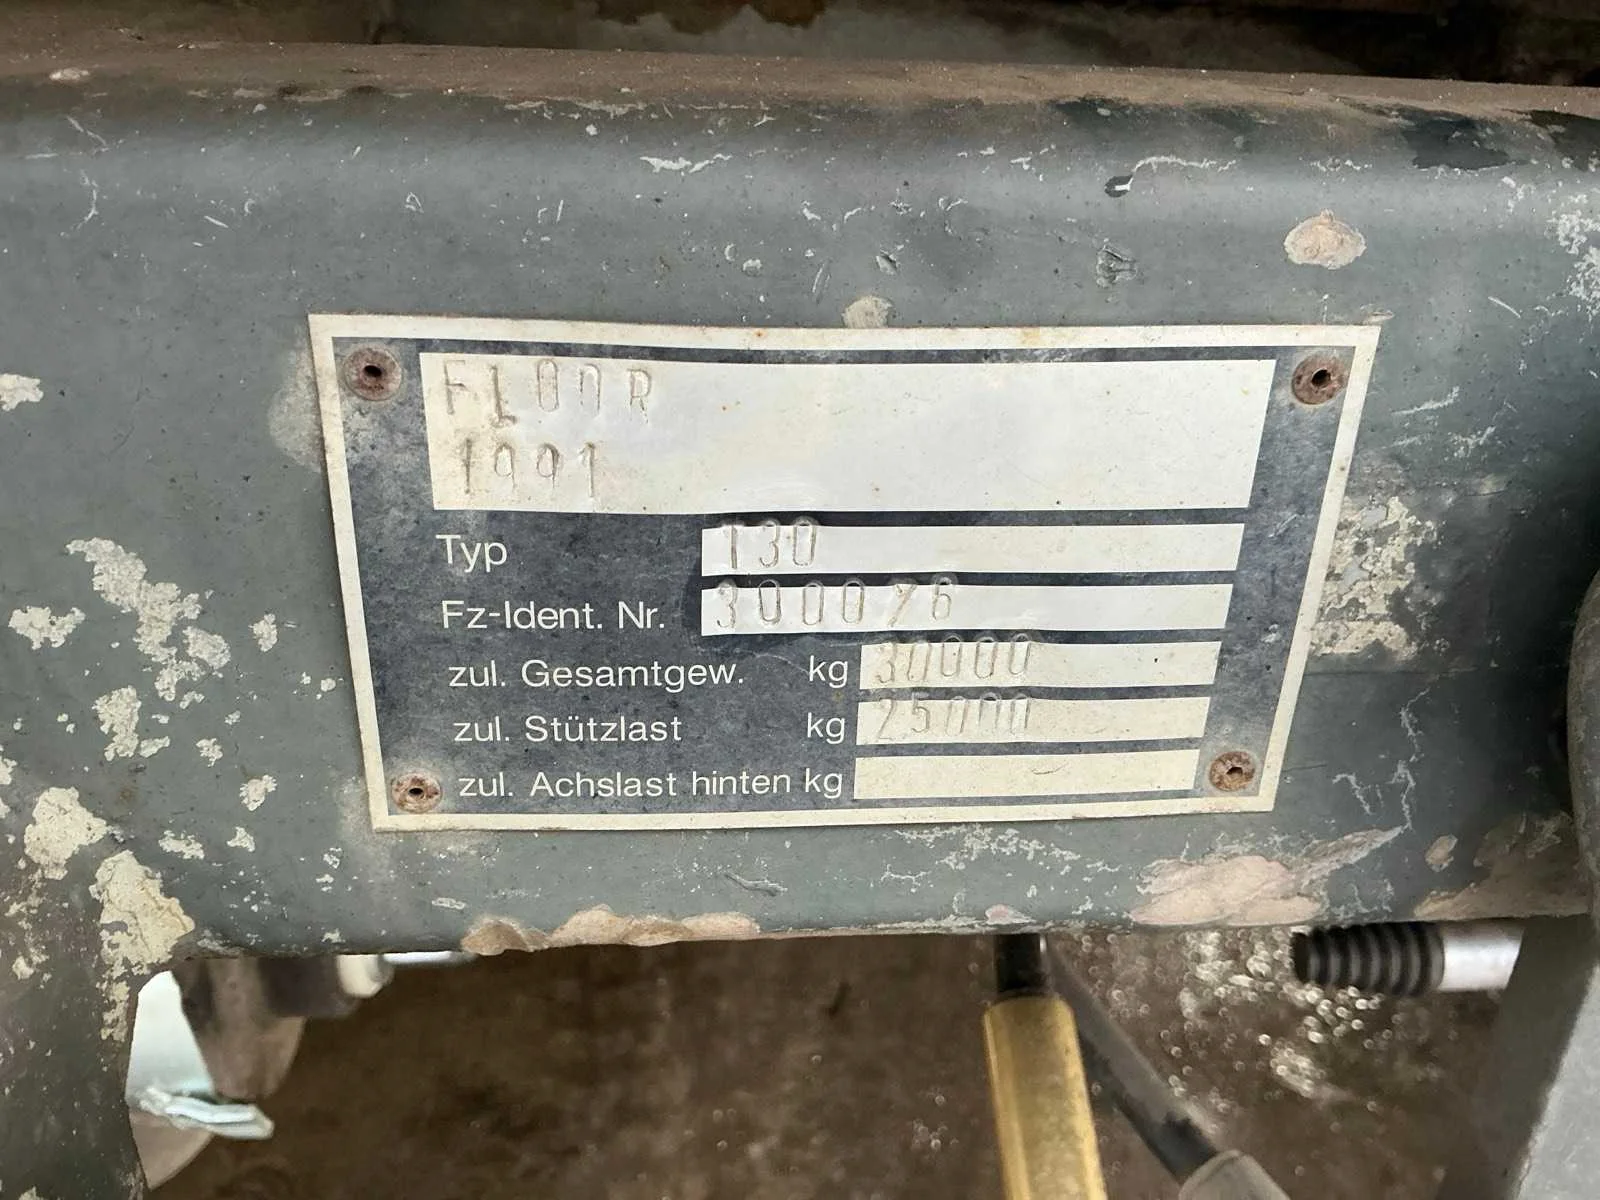 FLOOR
1991
Typ T30
Fz-Ident. Nr. 300076
zul. Gesamtgew. kg 30000
zul. Stützlast kg 25000
zul. Achslast hinten kg